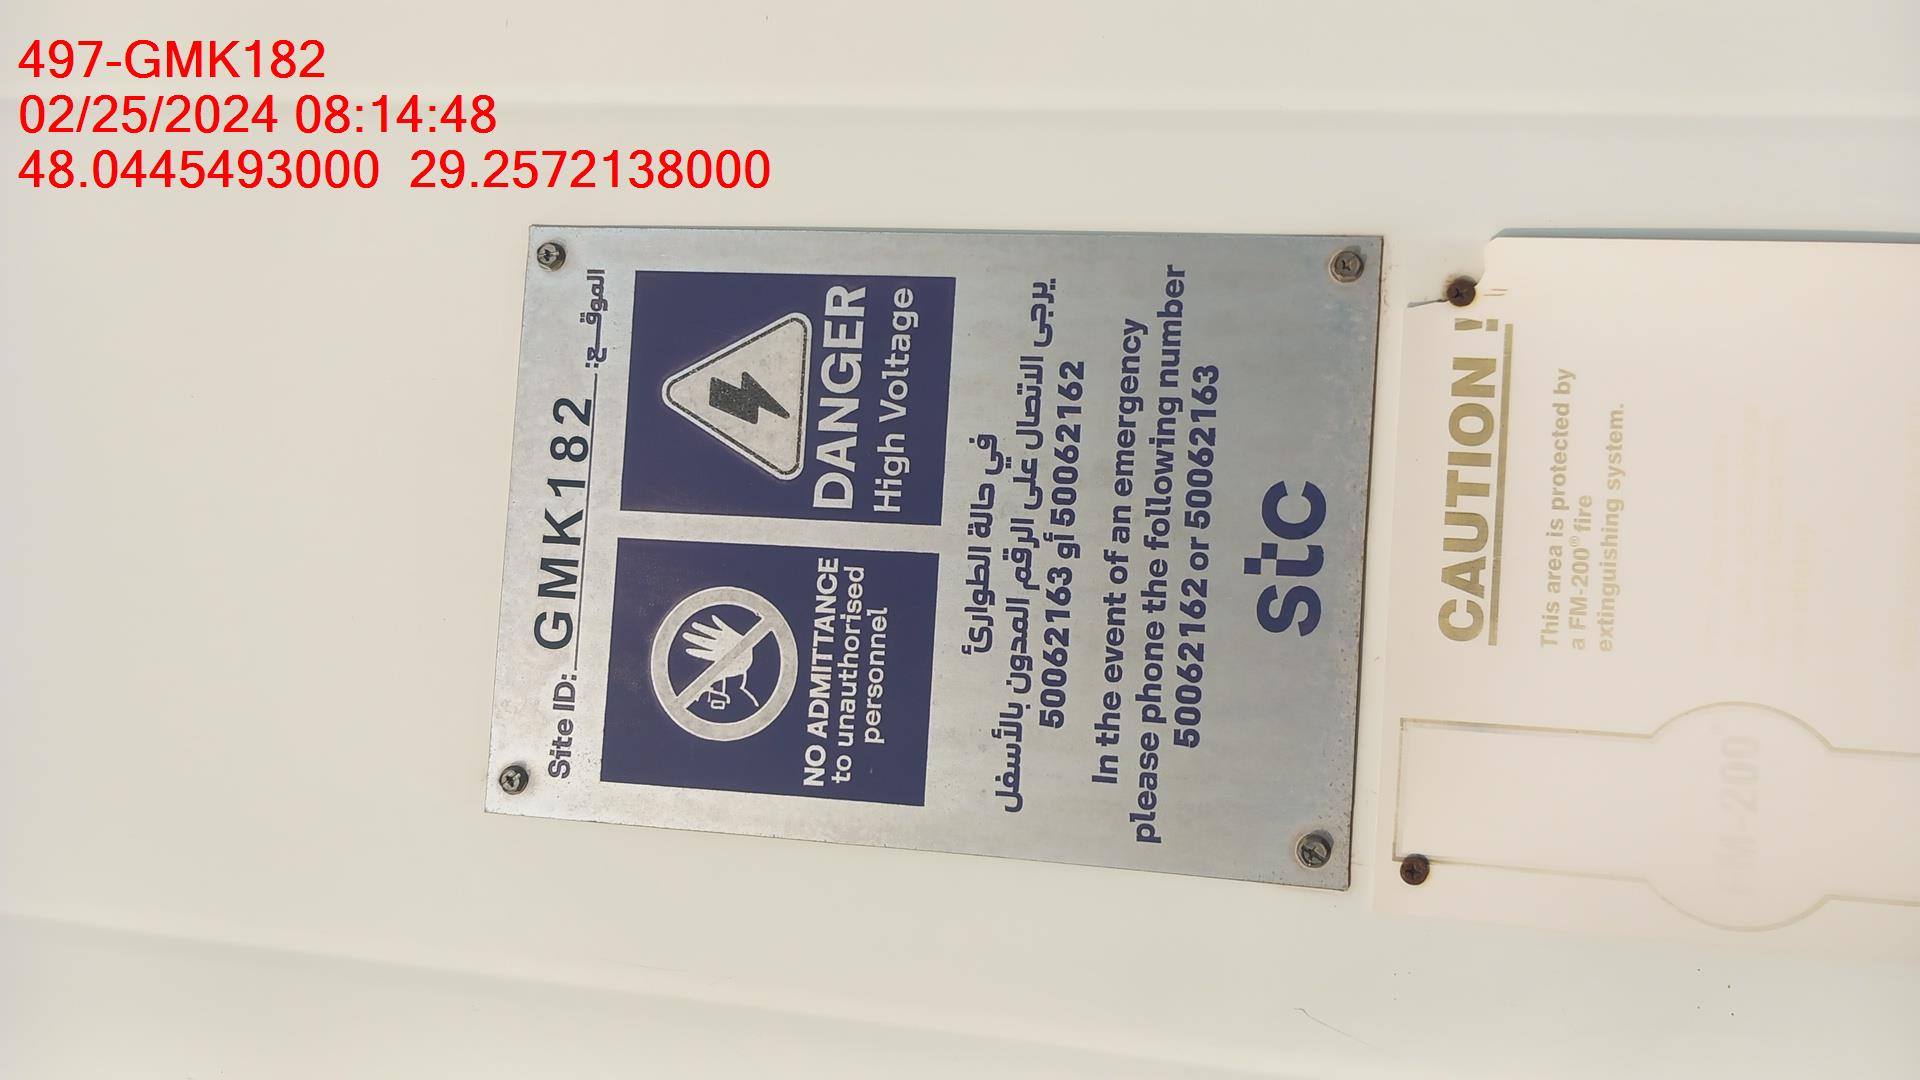 497-GMK182
02/25/2024 08:14:48
48.0445493000 29.2572138000
Site ID: GMK182 الموقع:
NO ADMITTANCE
to unauthorised
personnel
DANGER
High Voltage
في حالة الطوارئ
يرجى الاتصال على الرقم المدون بالأسفل
50062163 أو 50062162
In the event of an emergency
please phone the following number
50062162 or 50062163
stc
CAUTION !
This area is protected by
a FM-200® fire
extinguishing system.
FM-200